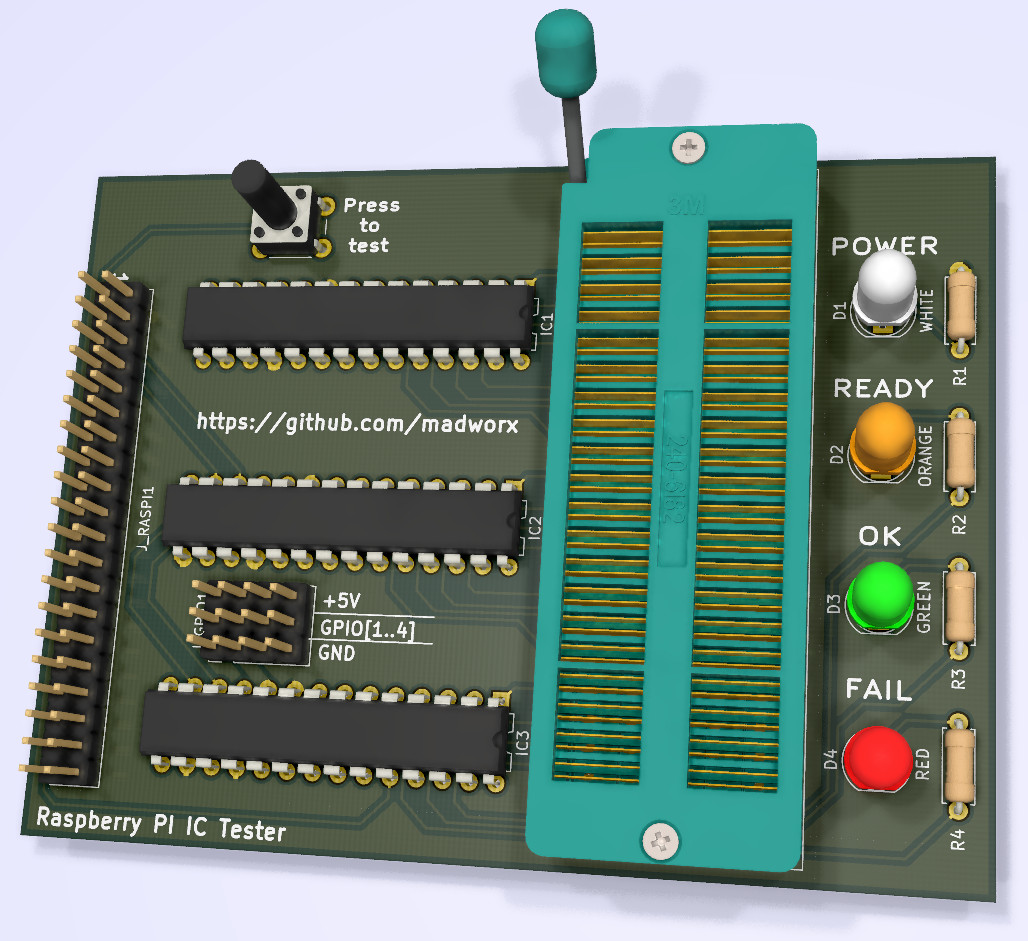 Press
to
test
3M
POWER
D1
WHITE
R1
IC1
https://github.com/madworx
READY
D2
ORANGE
R2
J_RASPI1
IC2
OK
D3
GREEN
R3
+5V
GPIO[1..4]
GND
FAIL
D4
RED
R4
IC3
Raspberry Pi IC Tester